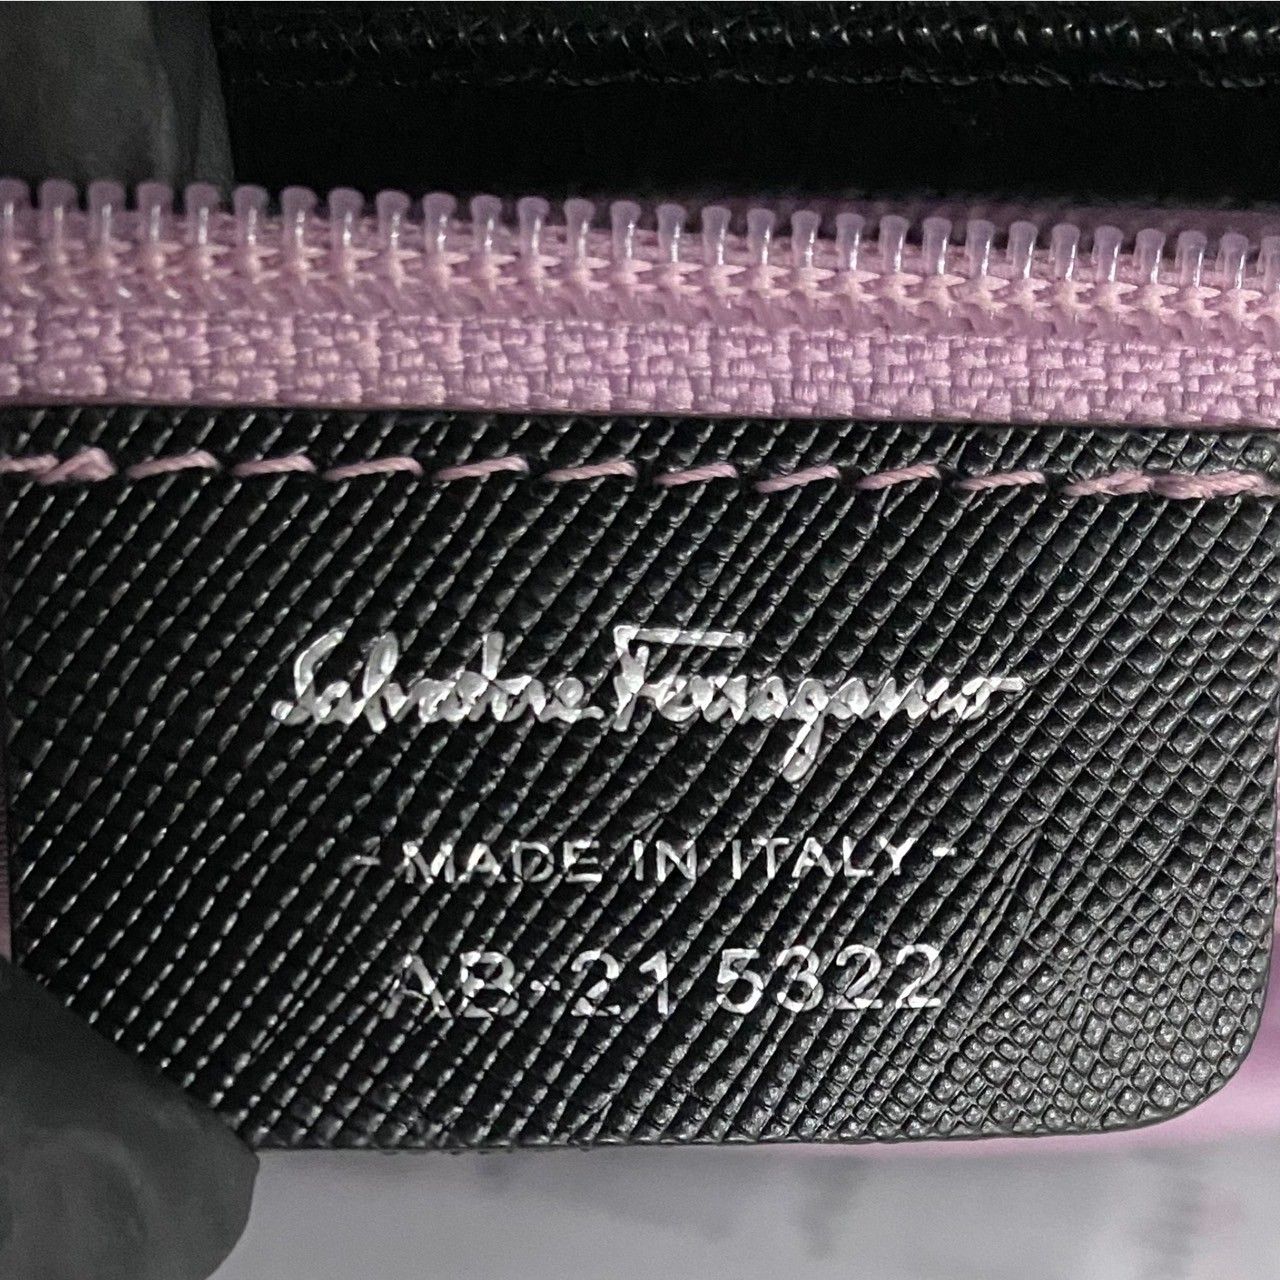 Salvatore Ferragamo
- MADE IN ITALY -
AB-21 5322